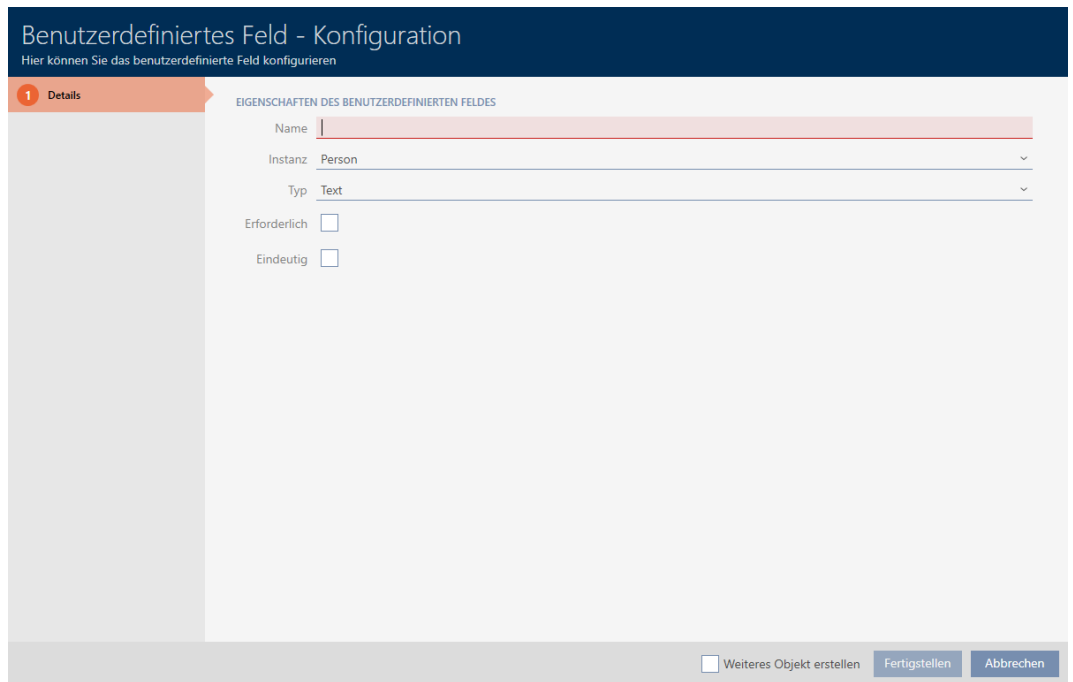 Benutzerdefiniertes Feld - Konfiguration
Hier können Sie das benutzerdefinierte Feld konfigurieren
1 Details
EIGENSCHAFTEN DES BENUTZERDEFINIERTEN FELDES
Name
Instanz Person
Typ Text
Erforderlich
Eindeutig
Weiteres Objekt erstellen Fertigstellen Abbrechen